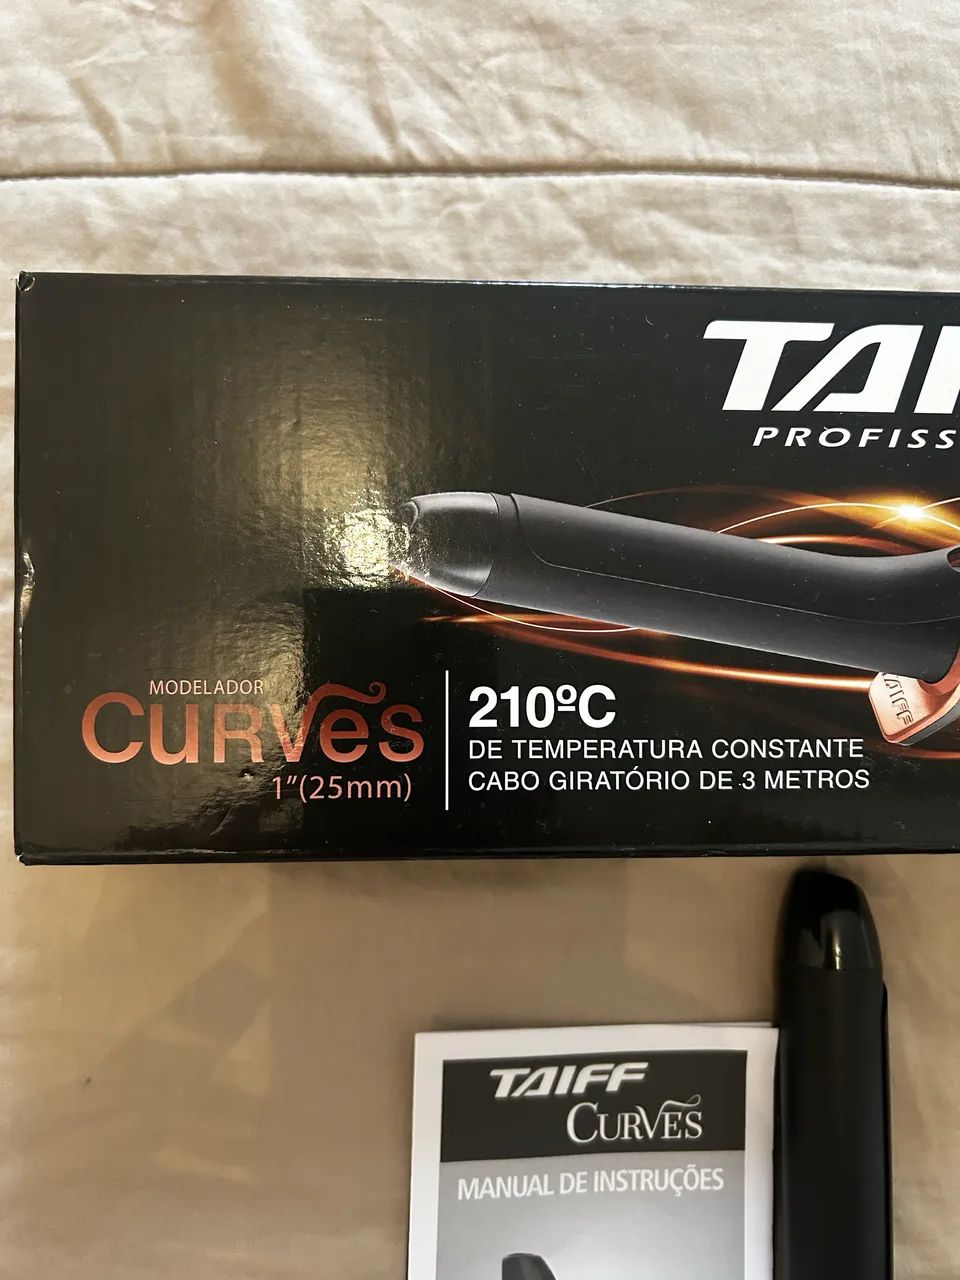 TAI
PROFISS
TAIFF
MODELADOR
CURVES
1"(25mm)
210ºC
DE TEMPERATURA CONSTANTE
CABO GIRATÓRIO DE 3 METROS
TAIFF
CURVES
MANUAL DE INSTRUÇÕES